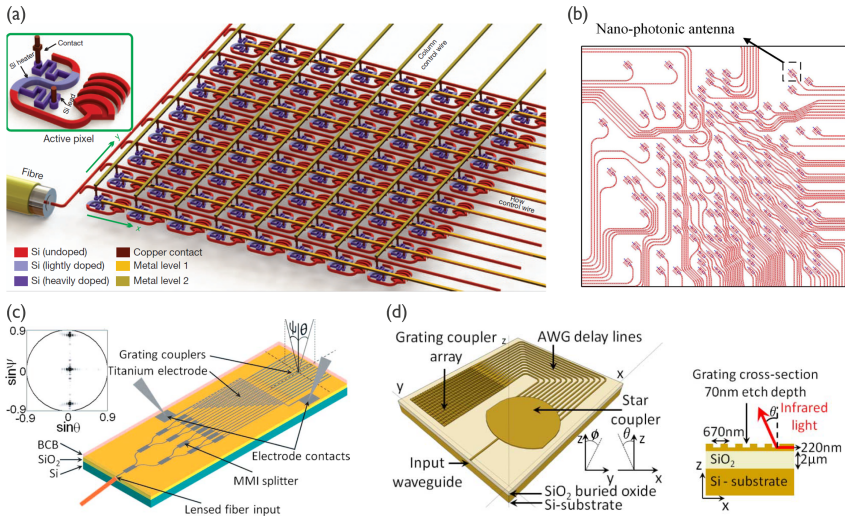 (a)
Contact
Si heater
Si lead
Active pixel
Column
control wire
Fibre
y
x
Row
control wire
Si (undoped)
Si (lightly doped)
Si (heavily doped)
Copper contact
Metal level 1
Metal level 2
(b)
Nano-photonic antenna
(c)
0.9
sinψ
0
-0.9
-0.9
0
0.9
sinθ
ψ
θ
Grating couplers
Titanium electrode
BCB
SiO2
Si
Electrode contacts
MMI splitter
Lensed fiber input
(d)
Grating coupler
array
z
AWG delay lines
y
x
Star
coupler
z
ϕ
y
θ
z
x
Input
waveguide
SiO2 buried oxide
Si-substrate
Grating cross-section
70nm etch depth
θ
Infrared
light
670nm
220nm
SiO2
2μm
Si - substrate
z
x